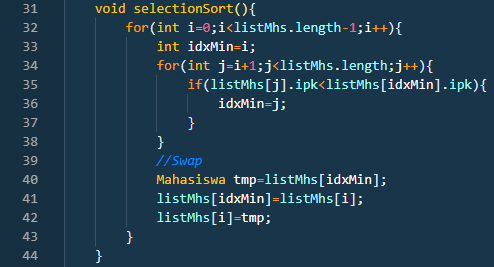 31 void selectionSort(){
32 for(int i=0;i<listMhs.length-1;i++){
33 int idxMin=i;
34 for(int j=i+1;j<listMhs.length;j++){
35 if(listMhs[j].ipk<listMhs[idxMin].ipk){
36 idxMin=j;
37 }
38 }
39 //Swap
40 Mahasiswa tmp=listMhs[idxMin];
41 listMhs[idxMin]=listMhs[i];
42 listMhs[i]=tmp;
43 }
44 }